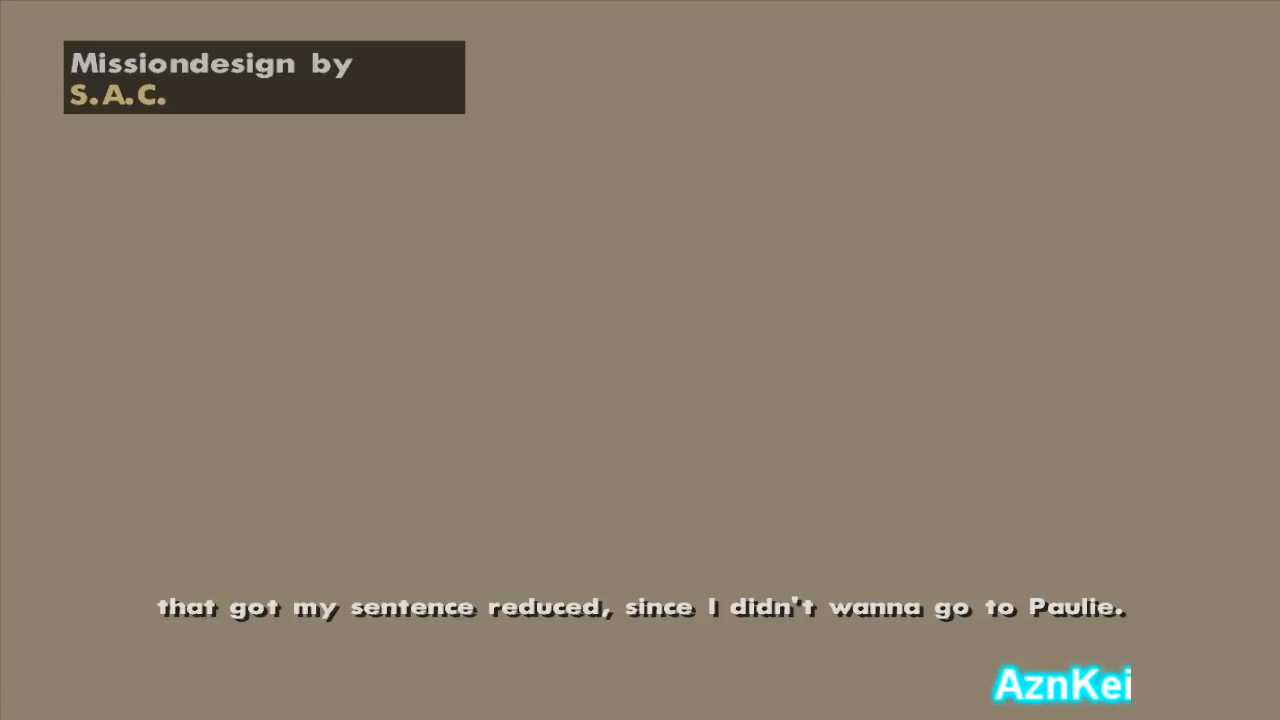 Missiondesign by
S.A.C.
that got my sentence reduced, since I didn't wanna go to Paulie.
AznKei